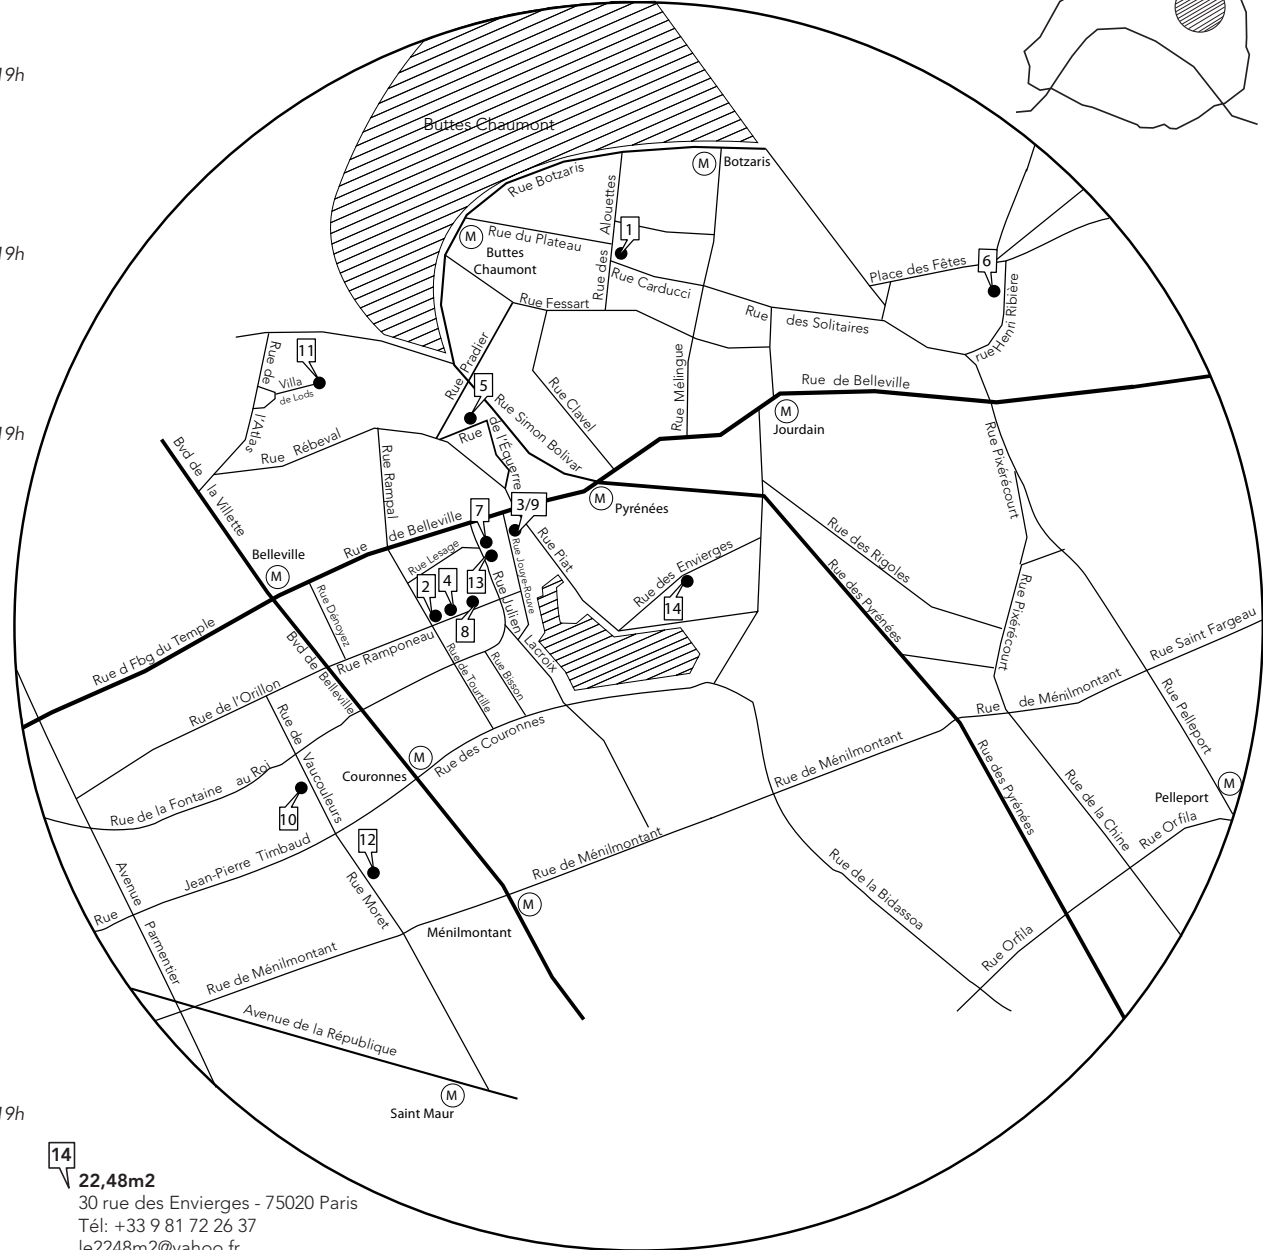 19h
Buttes Chaumont
M
Botzaris
Rue Botzaris
Alouettes
Rue des
1
M
Buttes
Chaumont
Rue du Plateau
19h
6
Place des Fêtes
Rue Carducci
Rue Fessart
rue Henri Ribière
Rue des Solitaires
11
Rue de l'Atlas
Villa
de Lods
Rue Pradier
5
Rue Clavel
Rue Mélingue
Rue de Belleville
M
Jourdain
19h
Rue Simon Bolivar
Rue de l'Équerre
Rue Rébeval
Rue Rampal
Bvd de la Villette
Rue Pixérécourt
M
Pyrénées
3/9
7
Rue de Belleville
Belleville
M
Rue Lesage
Rue Jouye-Rouve
Rue Piat
Rue des Envierges
Rue des Rigoles
2
4
13
14
8
Rue Dénoyez
Rue Julien Lacroix
Rue des Pyrénées
Rue Pixérécourt
Rue d Fbg du Temple
Bvd de Belleville
Rue Ramponeau
Rue de Tourtille
Rue Bisson
Rue Saint Fargeau
Rue de l'Orillon
Rue de Ménilmontant
Rue Pelleport
Rue de Vaucouleurs
Rue des Couronnes
M
Couronnes
Rue de Ménilmontant
Rue des Pyrénées
Rue de la Fontaine au Roi
10
Pelleport
M
Rue de la Chine
Rue Orfila
12
Rue Jean-Pierre Timbaud
Rue de Ménilmontant
Rue Moret
Rue de la Bidassoa
Avenue Parmentier
M
Ménilmontant
Rue Orfila
Rue de Ménilmontant
Avenue de la République
M
Saint Maur
19h
14
22,48m2
30 rue des Envierges - 75020 Paris
Tél: +33 9 81 72 26 37
le2248m2@yahoo.fr